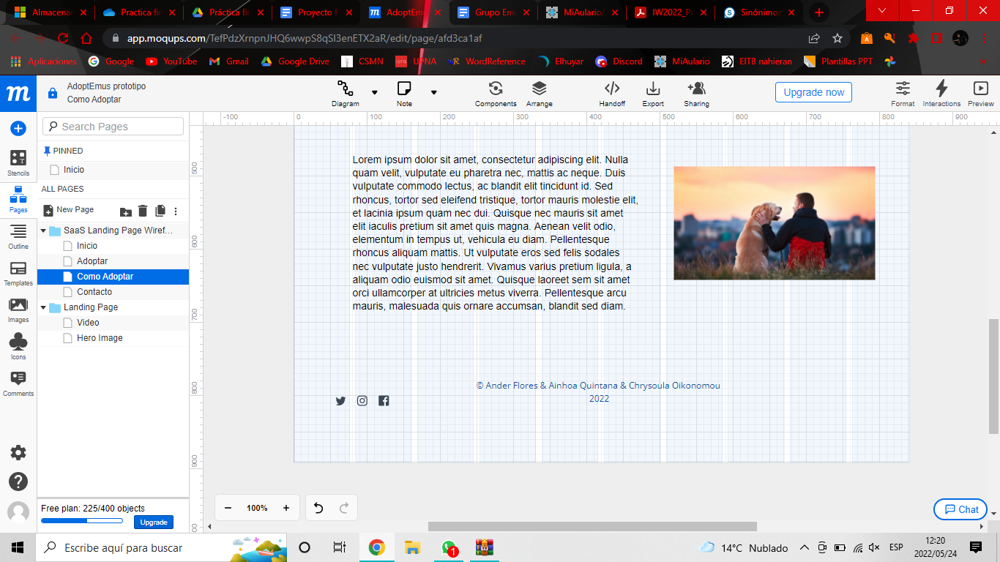 Almacenar
Practica fin
Práctica fin
Proyecto F
AdoptEmu
Grupo Emu
MiAulario/
IW2022_Pr
Sinónimos
app.moqups.com/TefPdzXrnpnJHQ6wwpS8qSl3enETX2aR/edit/page/afd3ca1af
Aplicaciones
Google
YouTube
Gmail
Google Drive
CSMN
UPNA
WordReference
Elhuyar
Discord
MiAulario
EITB nahieran
Plantillas PPT
AdoptEmus prototipo
Como Adoptar
Diagram
Note
Components
Arrange
Handoff
Export
Sharing
Upgrade now
Format
Interactions
Preview
-100 0 100 200 300 400 500 600 700 800 900
Search Pages
PINNED
Inicio
ALL PAGES
New Page
SaaS Landing Page Wiref...
Inicio
Adoptar
Como Adoptar
Contacto
Landing Page
Video
Hero Image
Stencils
Pages
Outline
Templates
Images
Icons
Comments
500
600
700
800
900
Lorem ipsum dolor sit amet, consectetur adipiscing elit. Nulla
quam velit, vulputate eu pharetra nec, mattis ac neque. Duis
vulputate commodo lectus, ac blandit elit tincidunt id. Sed
rhoncus, tortor sed eleifend tristique, tortor mauris molestie elit,
et lacinia ipsum quam nec dui. Quisque nec mauris sit amet
elit iaculis pretium sit amet quis magna. Aenean velit odio,
elementum in tempus ut, vehicula eu diam. Pellentesque
rhoncus aliquam mattis. Ut vulputate eros sed felis sodales
nec vulputate justo hendrerit. Vivamus varius pretium ligula, a
aliquam odio euismod sit amet. Quisque laoreet sem sit amet
orci ullamcorper at ultricies metus viverra. Pellentesque arcu
mauris, malesuada quis ornare accumsan, blandit sed diam.
© Ander Flores & Ainhoa Quintana & Chrysoula Oikonomou
2022
Free plan: 225/400 objects
Upgrade
100%
Chat
Escribe aquí para buscar
1
14°C Nublado
ESP
12:20
2022/05/24